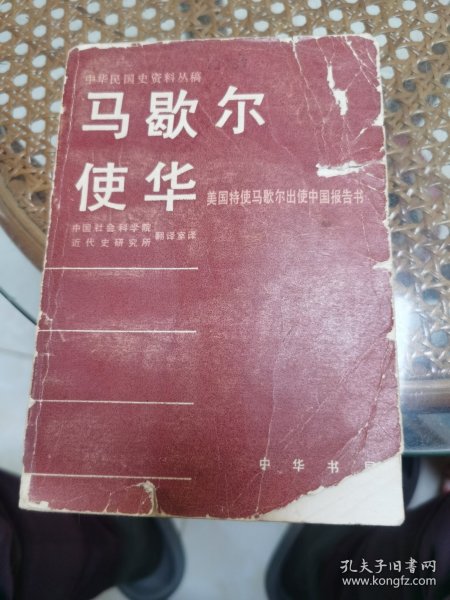 中华民国史资料丛稿
马歇尔
使华
美国特使马歇尔出使中国报告书
中国社会科学院
近代史研究所
翻译室译
中华书
孔夫子旧书网
www.kongfz.com